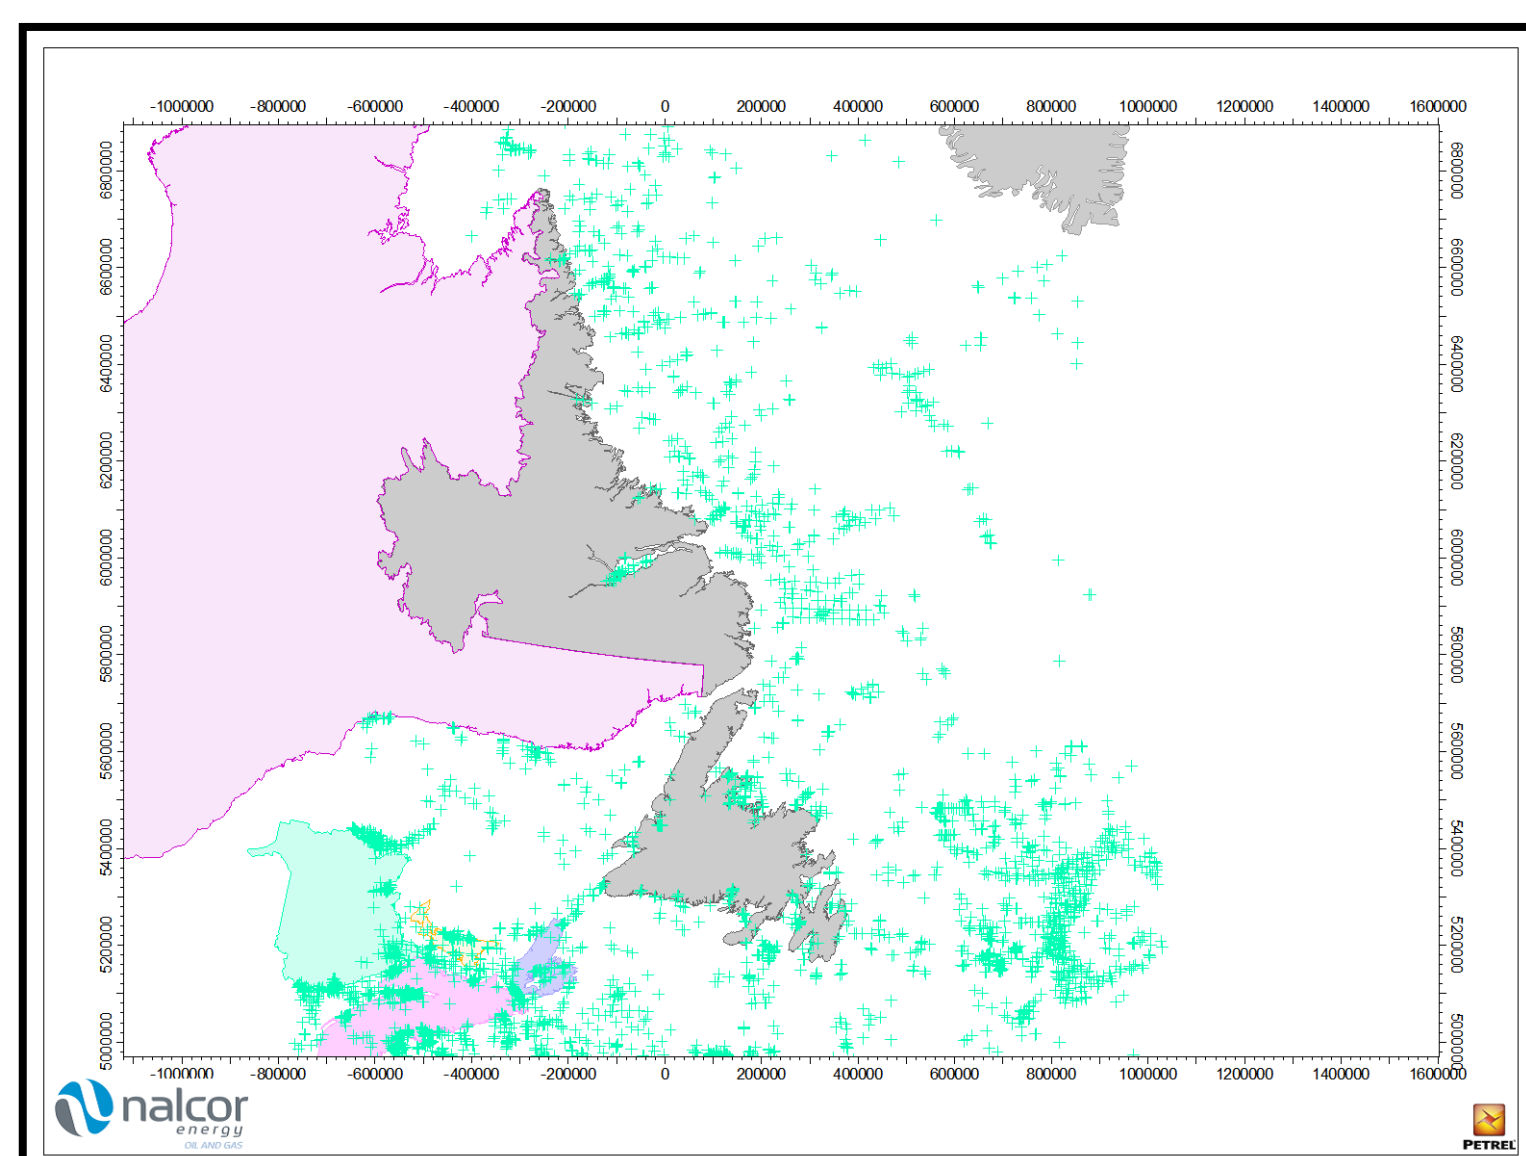 -1000000 -800000 -600000 -400000 -200000 0 200000 400000 600000 800000 1000000 1200000 1400000 1600000
6800000 6800000
6600000 6600000
6400000 6400000
6200000 6200000
6000000 6000000
5800000 5800000
5600000 5600000
5400000 5400000
5200000 5200000
5000000 5000000
-1000000 -800000 -600000 -400000 -200000 0 200000 400000 600000 800000 1000000 1200000 1400000 1600000
nalcor
energy
OIL AND GAS
PETREL